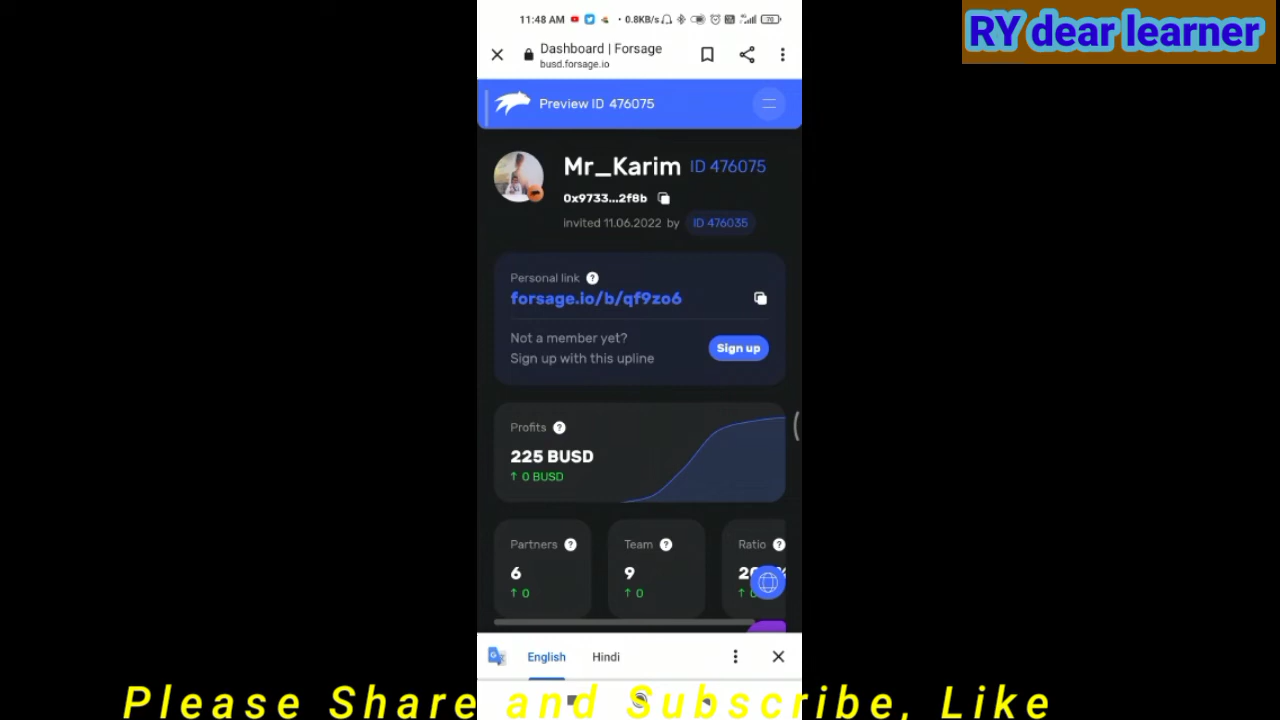 RY dear learner
11:48 AM
0.8KB/s
70
Dashboard | Forsage
busd.forsage.io
Preview ID 476075
Mr_Karim ID 476075
0x9733...2f8b
invited 11.06.2022 by ID 476035
Personal link ?
forsage.io/b/qf9zo6
Not a member yet?
Sign up with this upline
Sign up
Profits ?
225 BUSD
↑ 0 BUSD
Partners ? Team ? Ratio ?
6 9
↑ 0 ↑ 0
English Hindi
Please Share and Subscribe, Like